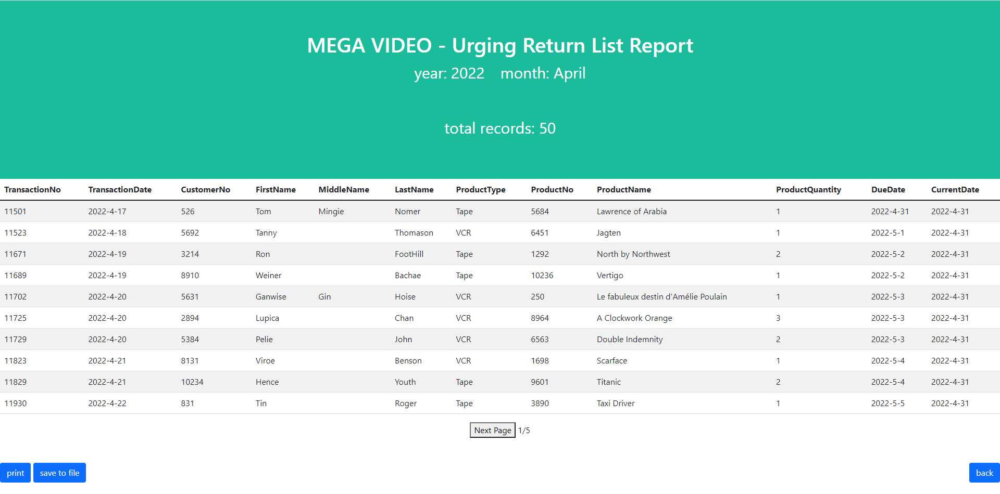 MEGA VIDEO - Urging Return List Report
year: 2022 month: April
total records: 50
TransactionNo TransactionDate CustomerNo FirstName MiddleName LastName ProductType ProductNo ProductName ProductQuantity DueDate CurrentDate
11501 2022-4-17 526 Tom Mingie Nomer Tape 5684 Lawrence of Arabia 1 2022-4-31 2022-4-31
11523 2022-4-18 5692 Tanny Thomason VCR 6451 Jagten 1 2022-5-1 2022-4-31
11671 2022-4-19 3214 Ron FootHill Tape 1292 North by Northwest 2 2022-5-2 2022-4-31
11689 2022-4-19 8910 Weiner Bachae Tape 10236 Vertigo 1 2022-5-2 2022-4-31
11702 2022-4-20 5631 Ganwise Gin Hoise VCR 250 Le fabuleux destin d'Amélie Poulain 1 2022-5-3 2022-4-31
11725 2022-4-20 2894 Lupica Chan VCR 8964 A Clockwork Orange 3 2022-5-3 2022-4-31
11729 2022-4-20 5384 Pelie John VCR 6563 Double Indemnity 2 2022-5-3 2022-4-31
11823 2022-4-21 8131 Viroe Benson VCR 1698 Scarface 1 2022-5-4 2022-4-31
11829 2022-4-21 10234 Hence Youth Tape 9601 Titanic 2 2022-5-4 2022-4-31
11930 2022-4-22 831 Tin Roger Tape 3890 Taxi Driver 1 2022-5-5 2022-4-31
Next Page 1/5
print save to file back